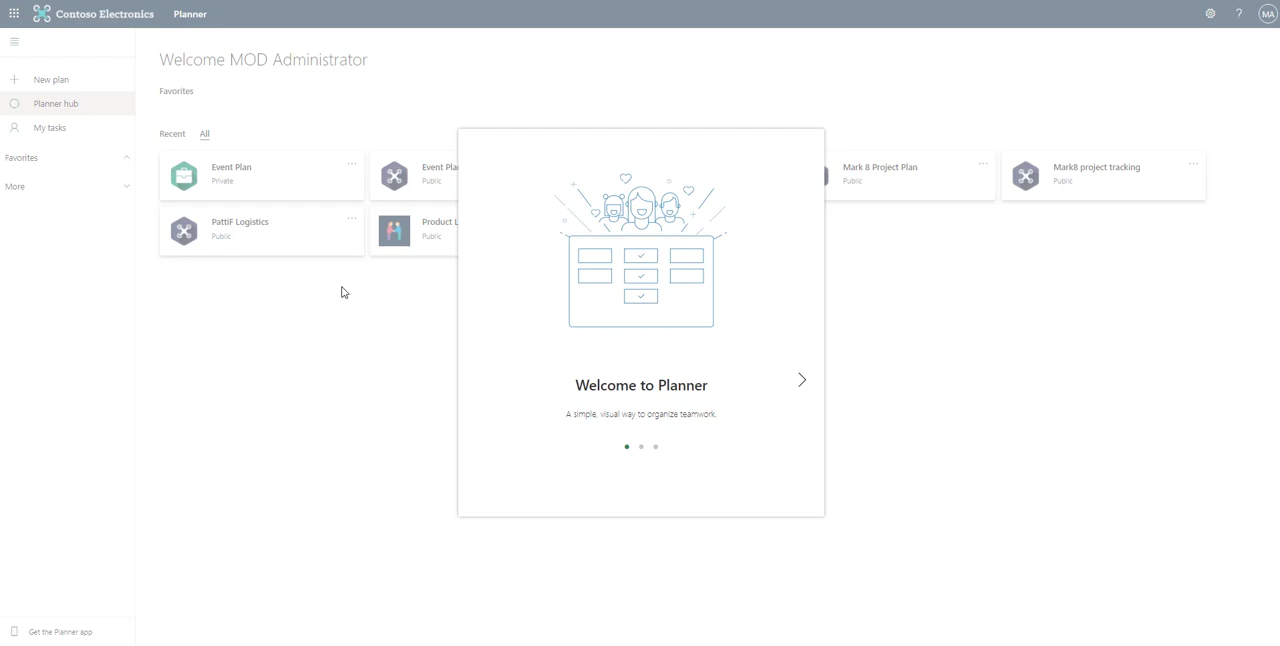 Contoso Electronics
Planner
?
MA
New plan
Planner hub
My tasks
Favorites
More
Get the Planner app
Welcome MOD Administrator
Favorites
Recent
All
Event Plan
Private
Event Plan
Public
Mark 8 Project Plan
Public
Mark8 project tracking
Public
PattiF Logistics
Public
Product L
Public
Welcome to Planner
A simple, visual way to organize teamwork.